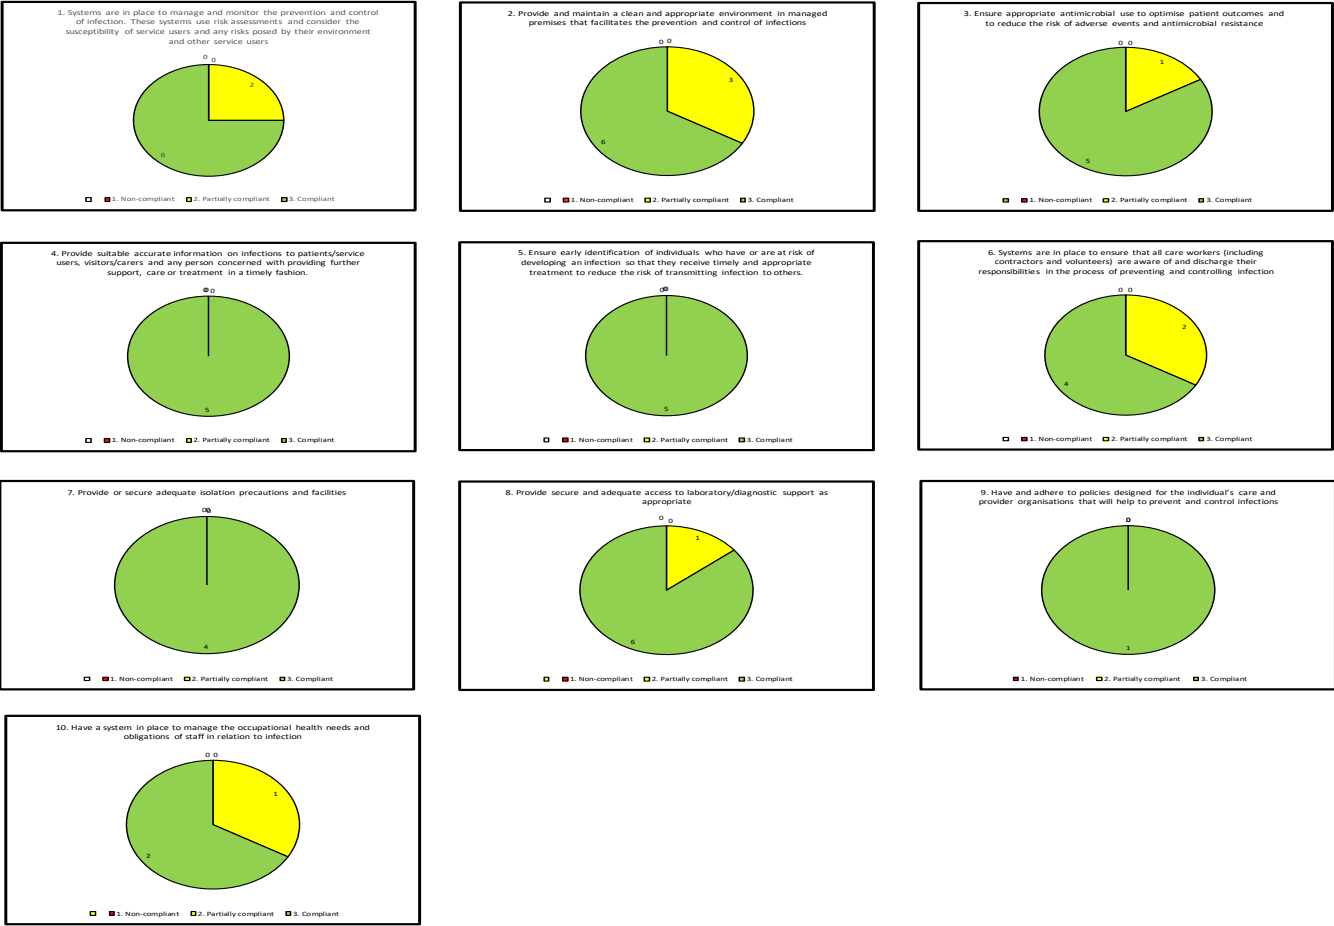 1. Systems are in place to manage and monitor the prevention and control
of infection. These systems use risk assessments and consider the
susceptibility of service users and any risks posed by their environment
and other service users
0 0
2
6
1. Non-compliant 2. Partially compliant 3. Compliant
2. Provide and maintain a clean and appropriate environment in managed
premises that facilitates the prevention and control of infections
0 0
3
6
1. Non-compliant 2. Partially compliant 3. Compliant
3. Ensure appropriate antimicrobial use to optimise patient outcomes and
to reduce the risk of adverse events and antimicrobial resistance
0 0
1
5
1. Non-compliant 2. Partially compliant 3. Compliant
4. Provide suitable accurate information on infections to patients/service
users, visitors/carers and any person concerned with providing further
support, care or treatment in a timely fashion.
0 0
5
1. Non-compliant 2. Partially compliant 3. Compliant
5. Ensure early identification of individuals who have or are at risk of
developing an infection so that they receive timely and appropriate
treatment to reduce the risk of transmitting infection to others.
0 0
5
1. Non-compliant 2. Partially compliant 3. Compliant
6. Systems are in place to ensure that all care workers (including
contractors and volunteers) are aware of and discharge their
responsibilities in the process of preventing and controlling infection
0 0
2
4
1. Non-compliant 2. Partially compliant 3. Compliant
7. Provide or secure adequate isolation precautions and facilities
0 0
4
1. Non-compliant 2. Partially compliant 3. Compliant
8. Provide secure and adequate access to laboratory/diagnostic support as
appropriate
0 0
1
6
1. Non-compliant 2. Partially compliant 3. Compliant
9. Have and adhere to policies designed for the individual's care and
provider organisations that will help to prevent and control infections
0
1
1. Non-compliant 2. Partially compliant 3. Compliant
10. Have a system in place to manage the occupational health needs and
obligations of staff in relation to infection
0 0
1
2
1. Non-compliant 2. Partially compliant 3. Compliant